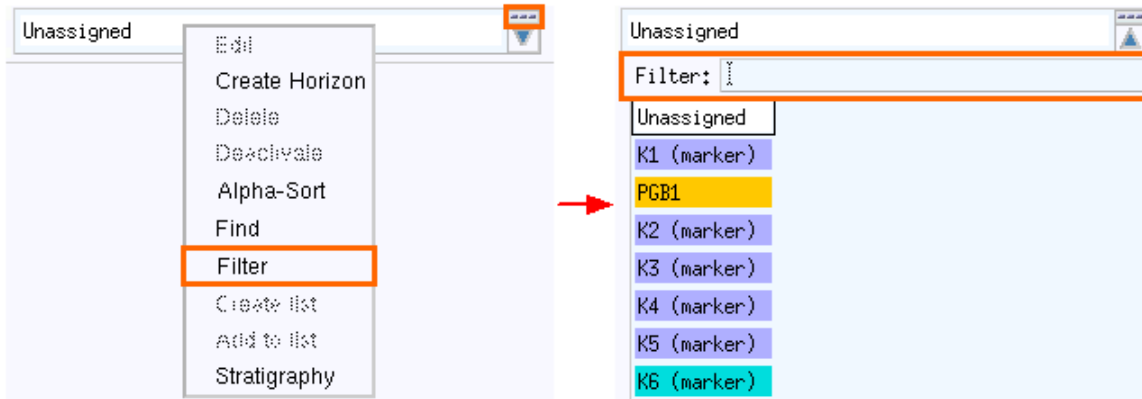 Unassigned
Edit
Create Horizon
Delete
Deactivate
Alpha-Sort
Find
Filter
Create list
Add to list
Stratigraphy
Unassigned
Filter:
Unassigned
K1 (marker)
PGB1
K2 (marker)
K3 (marker)
K4 (marker)
K5 (marker)
K6 (marker)